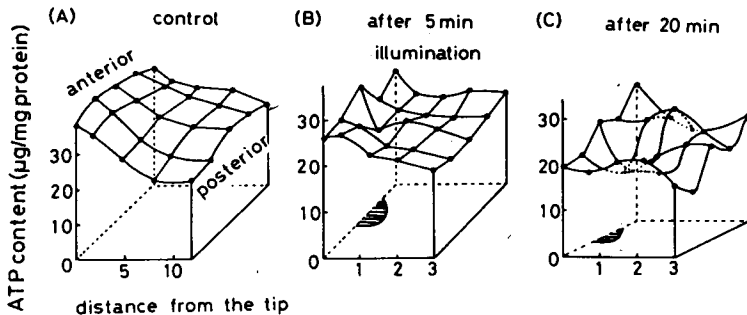 (A) control
(B) after 5 min illumination
(C) after 20 min
ATP content (μg/mg protein)
anterior
posterior
30
20
10
0
5
10
30
20
10
0
1
2
3
30
20
10
0
1
2
3
distance from the tip